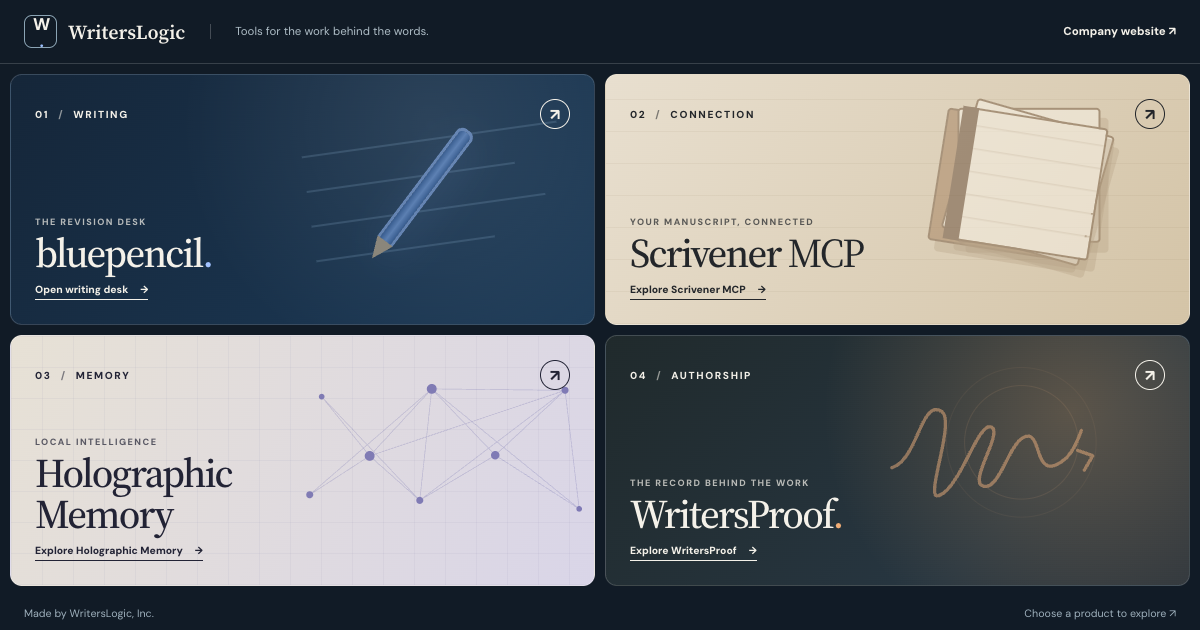 W
WritersLogic
Tools for the work behind the words.
Company website ↗
01 / WRITING
THE REVISION DESK
bluepencil.
Open writing desk →
02 / CONNECTION
YOUR MANUSCRIPT, CONNECTED
Scrivener MCP
Explore Scrivener MCP →
03 / MEMORY
LOCAL INTELLIGENCE
Holographic
Memory
Explore Holographic Memory →
04 / AUTHORSHIP
THE RECORD BEHIND THE WORK
WritersProof.
Explore WritersProof →
Made by WritersLogic, Inc.
Choose a product to explore ↗